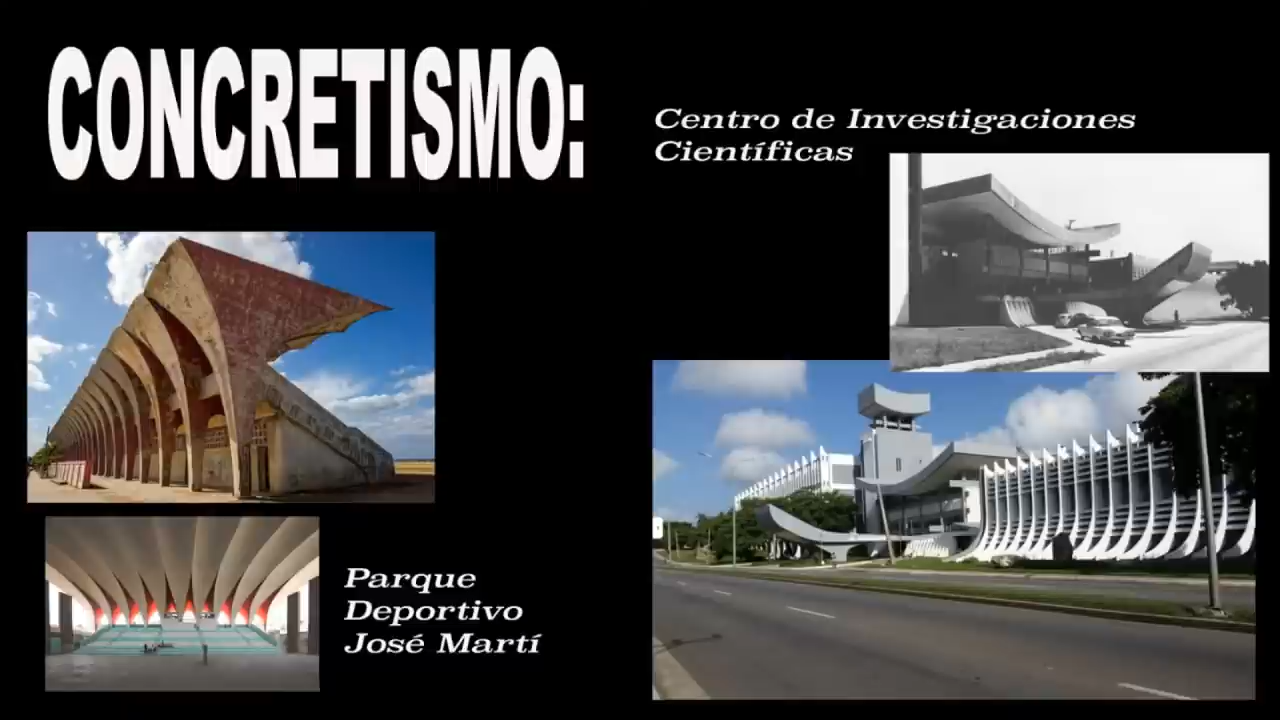 CONCRETISMO:
Centro de Investigaciones
Científicas
Parque
Deportivo
José Martí